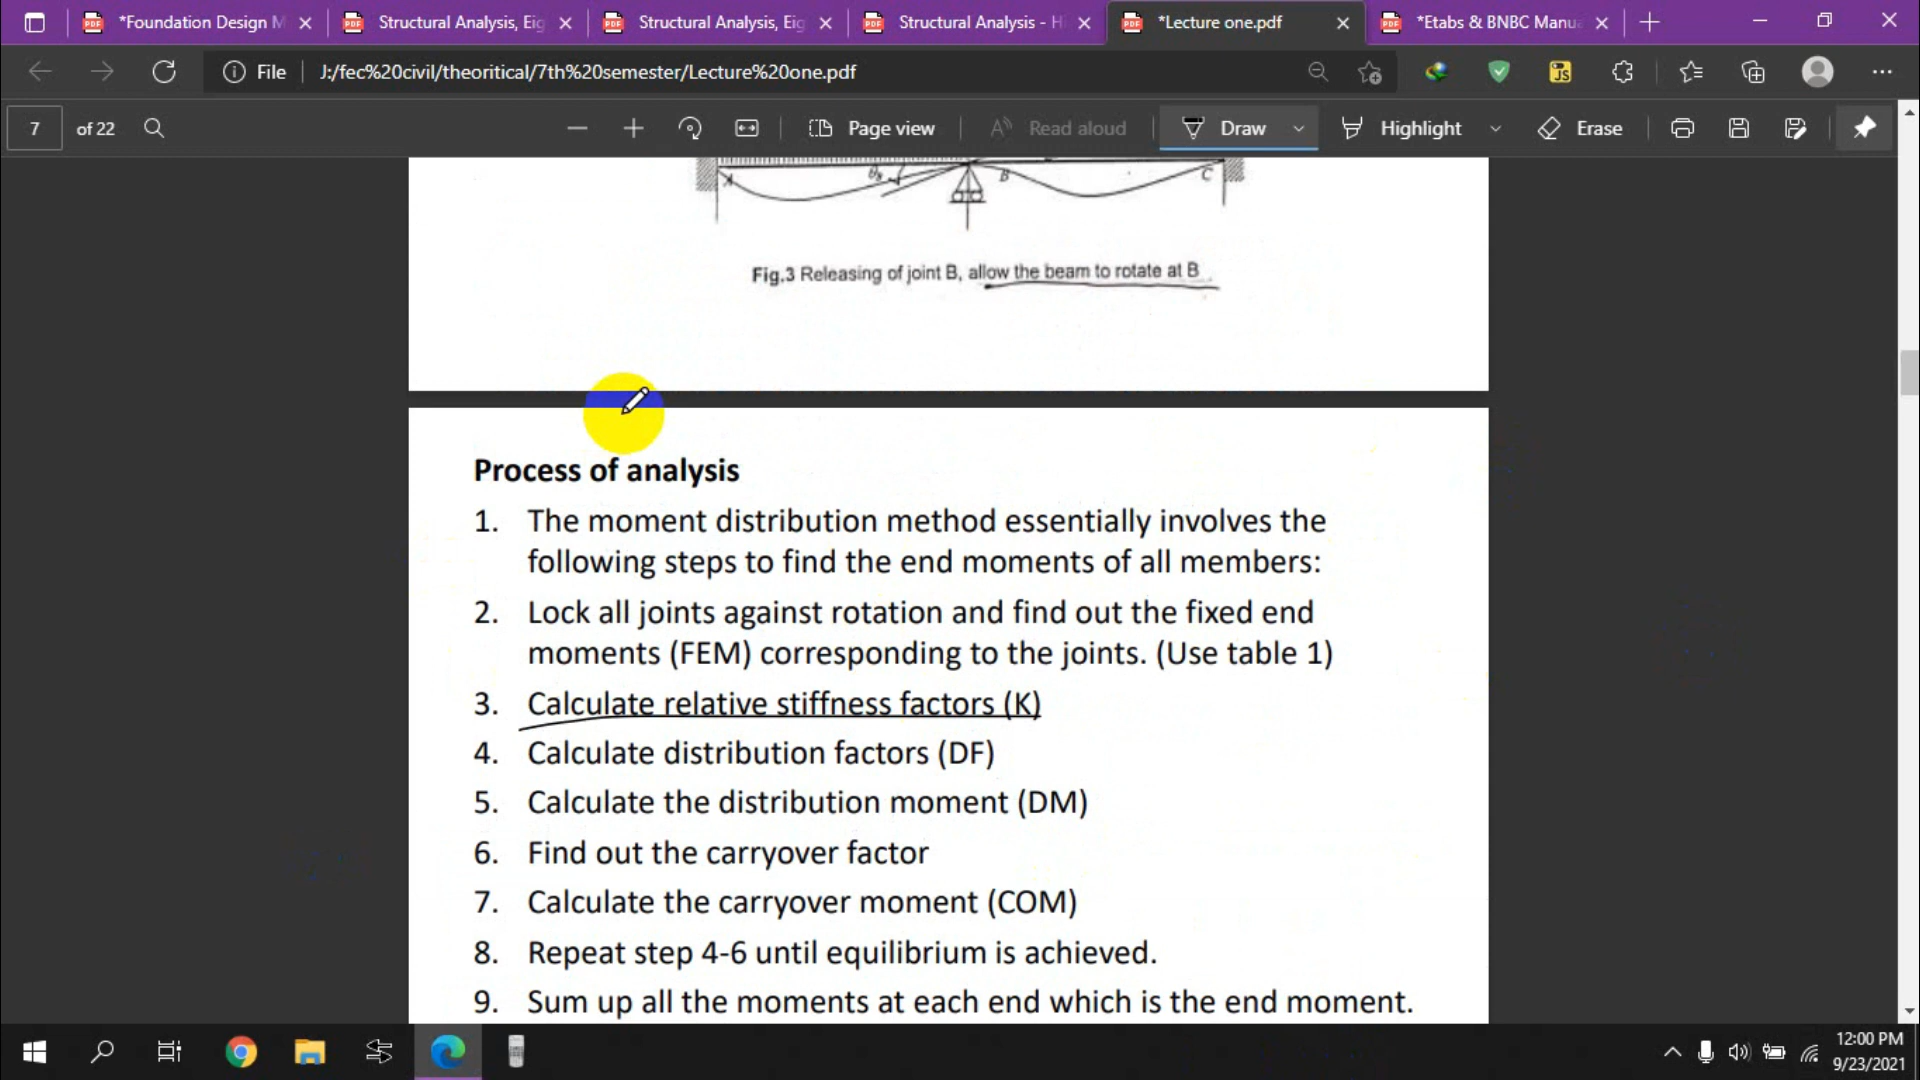 *Foundation Design M
Structural Analysis, Eig
Structural Analysis, Eig
Structural Analysis - H
*Lecture one.pdf
*Etabs & BNBC Manua
File
J:/fec%20civil/theoritical/7th%20semester/Lecture%20one.pdf
7 of 22
Page view
Read aloud
Draw
Highlight
Erase
A θB B C
Fig.3 Releasing of joint B, allow the beam to rotate at B
Process of analysis
1. The moment distribution method essentially involves the
following steps to find the end moments of all members:
2. Lock all joints against rotation and find out the fixed end
moments (FEM) corresponding to the joints. (Use table 1)
3. Calculate relative stiffness factors (K)
4. Calculate distribution factors (DF)
5. Calculate the distribution moment (DM)
6. Find out the carryover factor
7. Calculate the carryover moment (COM)
8. Repeat step 4-6 until equilibrium is achieved.
9. Sum up all the moments at each end which is the end moment.
12:00 PM
9/23/2021